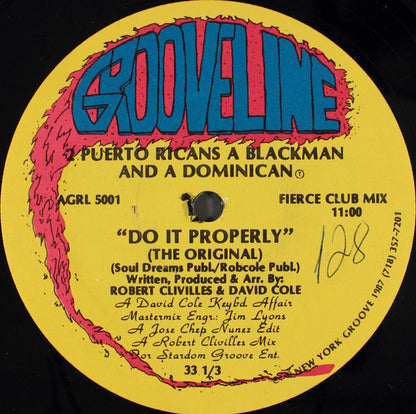 GROOVELINE
2 PUERTO RICANS A BLACKMAN
AND A DOMINICAN Ⓣ
AGRL 5001
FIERCE CLUB MIX
11:00
"DO IT PROPERLY"
(THE ORIGINAL)
(Soul Dreams Publ./Robcole Publ.)
Written, Produced & Arr. By:
ROBERT CLIVILLES & DAVID COLE
A David Cole Keybd Affair
Mastermix Engr.: Jim Lyons
A Jose Chep Nunez Edit
A Robert Clivilles Mix
For Stardom Groove Ent.
33 1/3
128
NEW YORK GROOVE 1987 (718) 357-7201